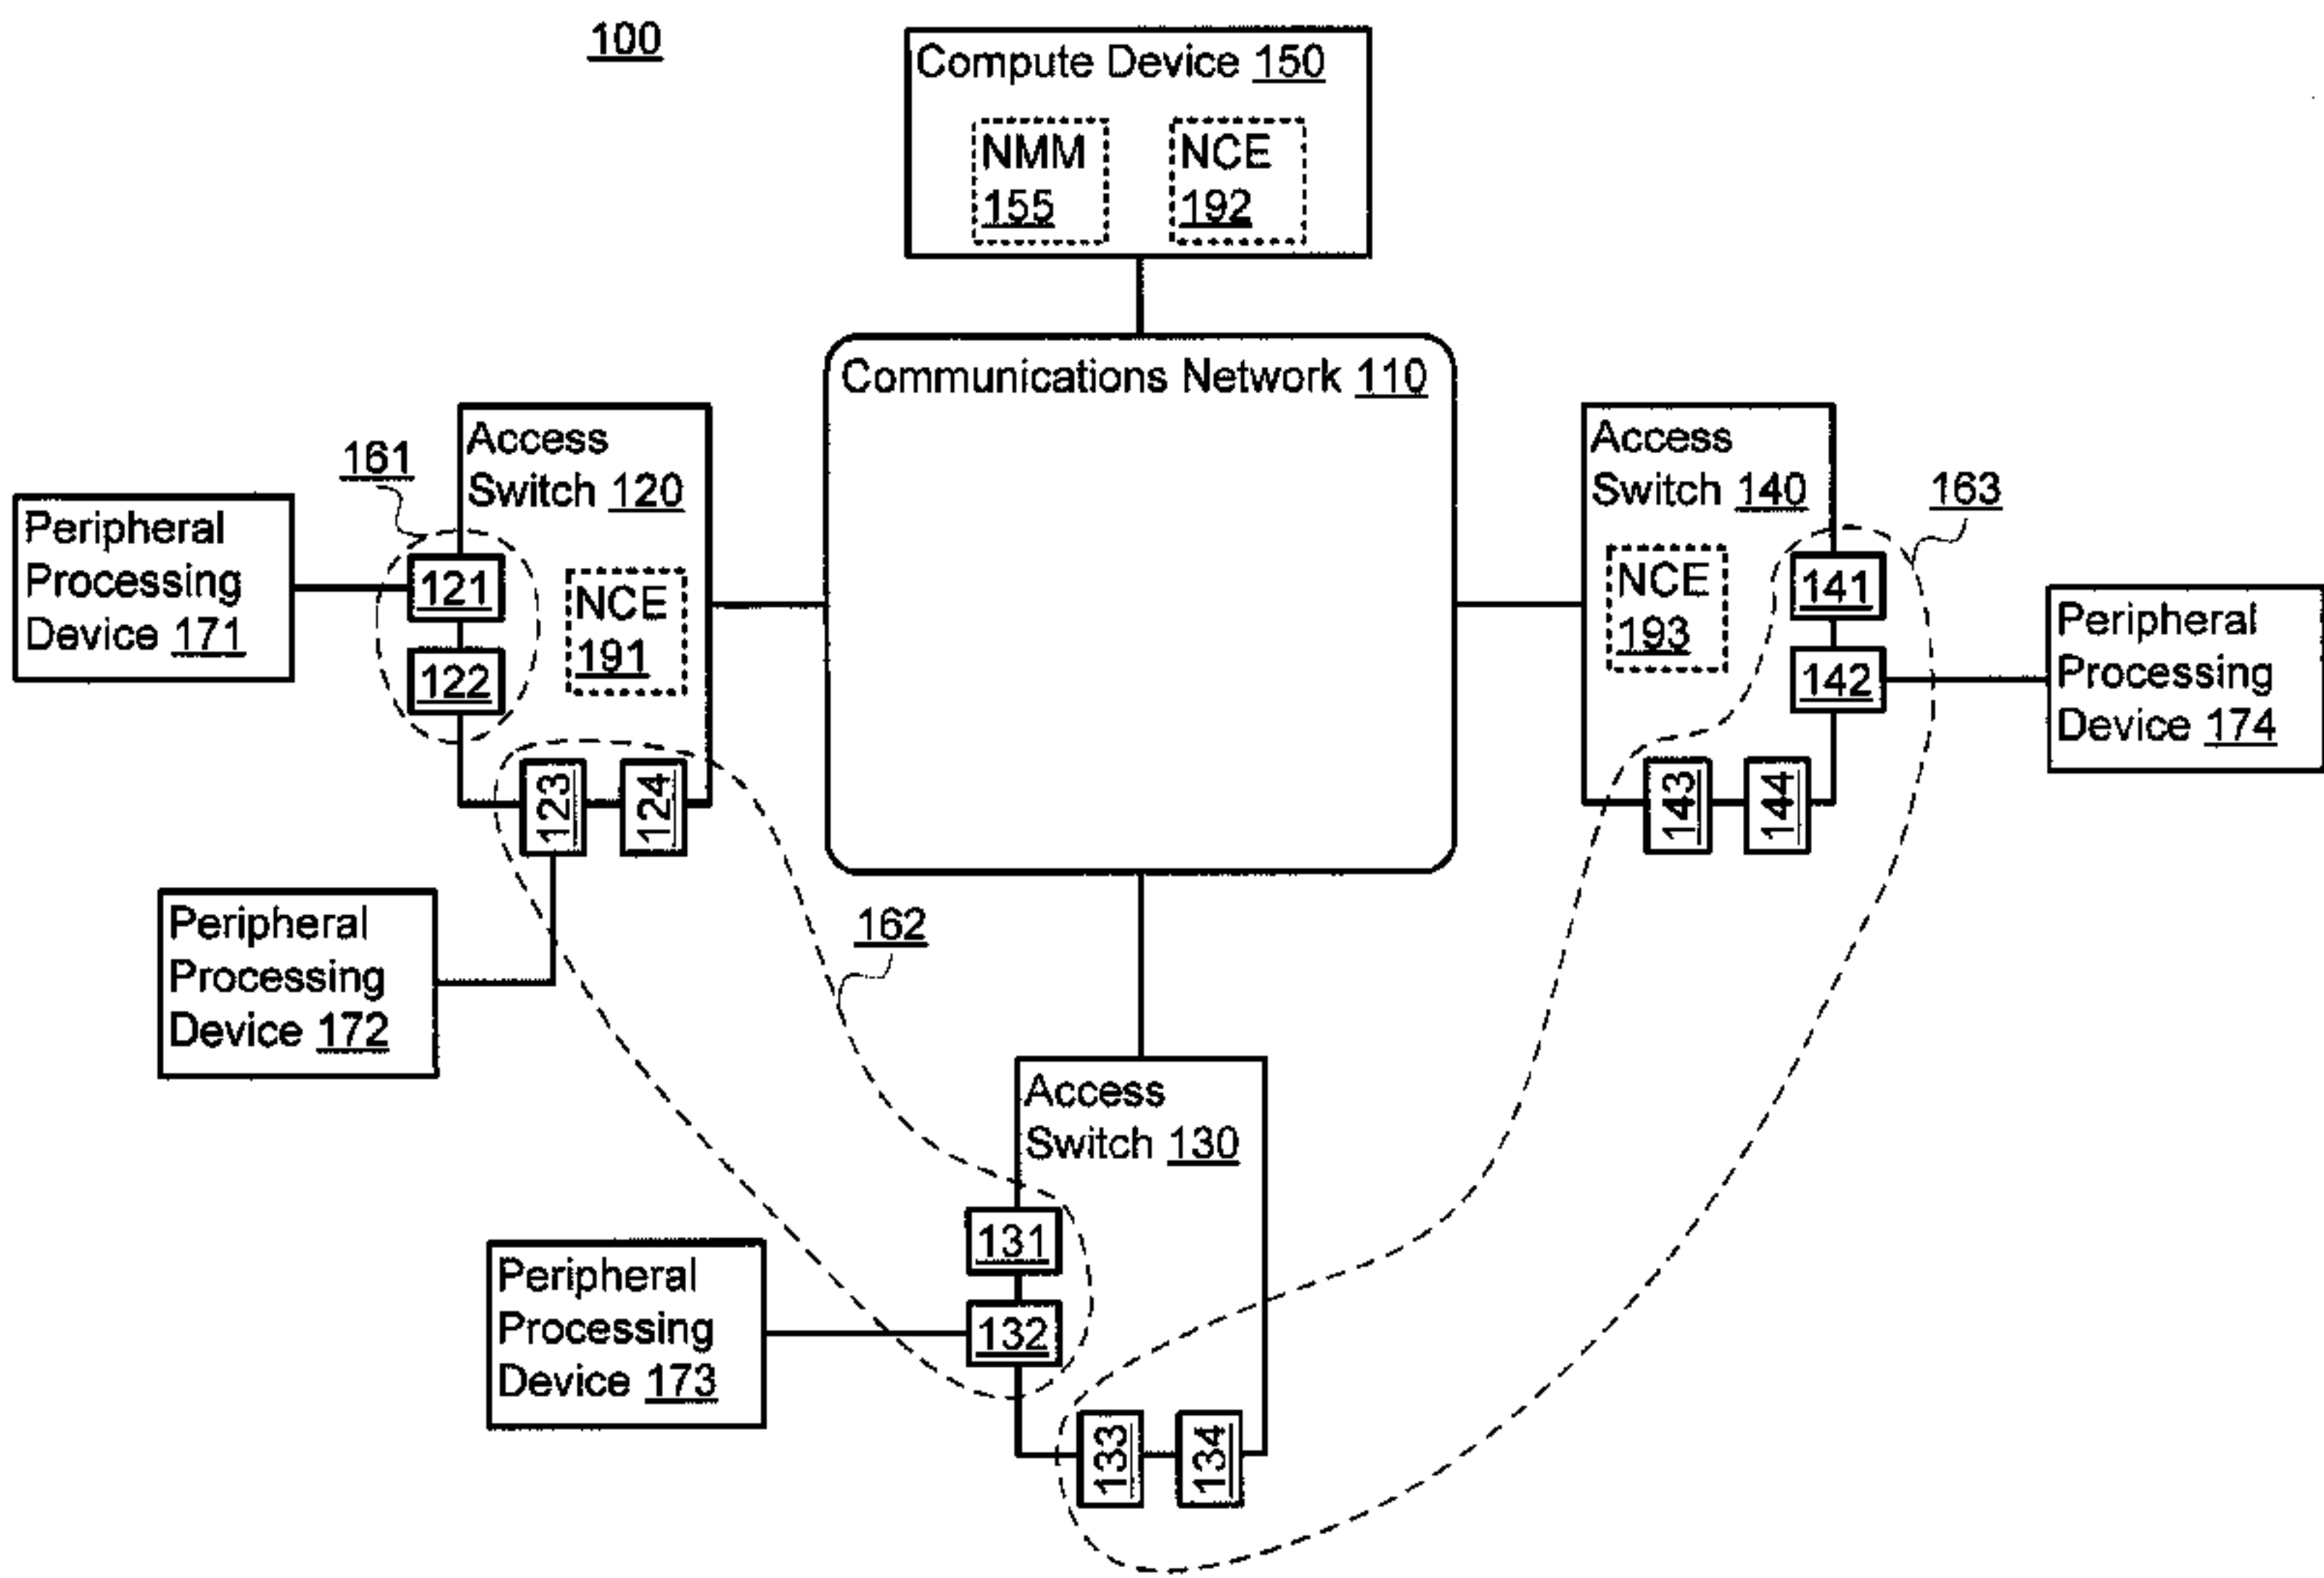 100
Compute Device 150
NMM
155
NCE
192
Communications Network 110
Access
Switch 120
161
NCE
191
121
122
123
124
Peripheral
Processing
Device 171
Access
Switch 140
163
NCE
193
141
142
143
144
Peripheral
Processing
Device 174
Peripheral
Processing
Device 172
162
Access
Switch 130
131
132
133
134
Peripheral
Processing
Device 173